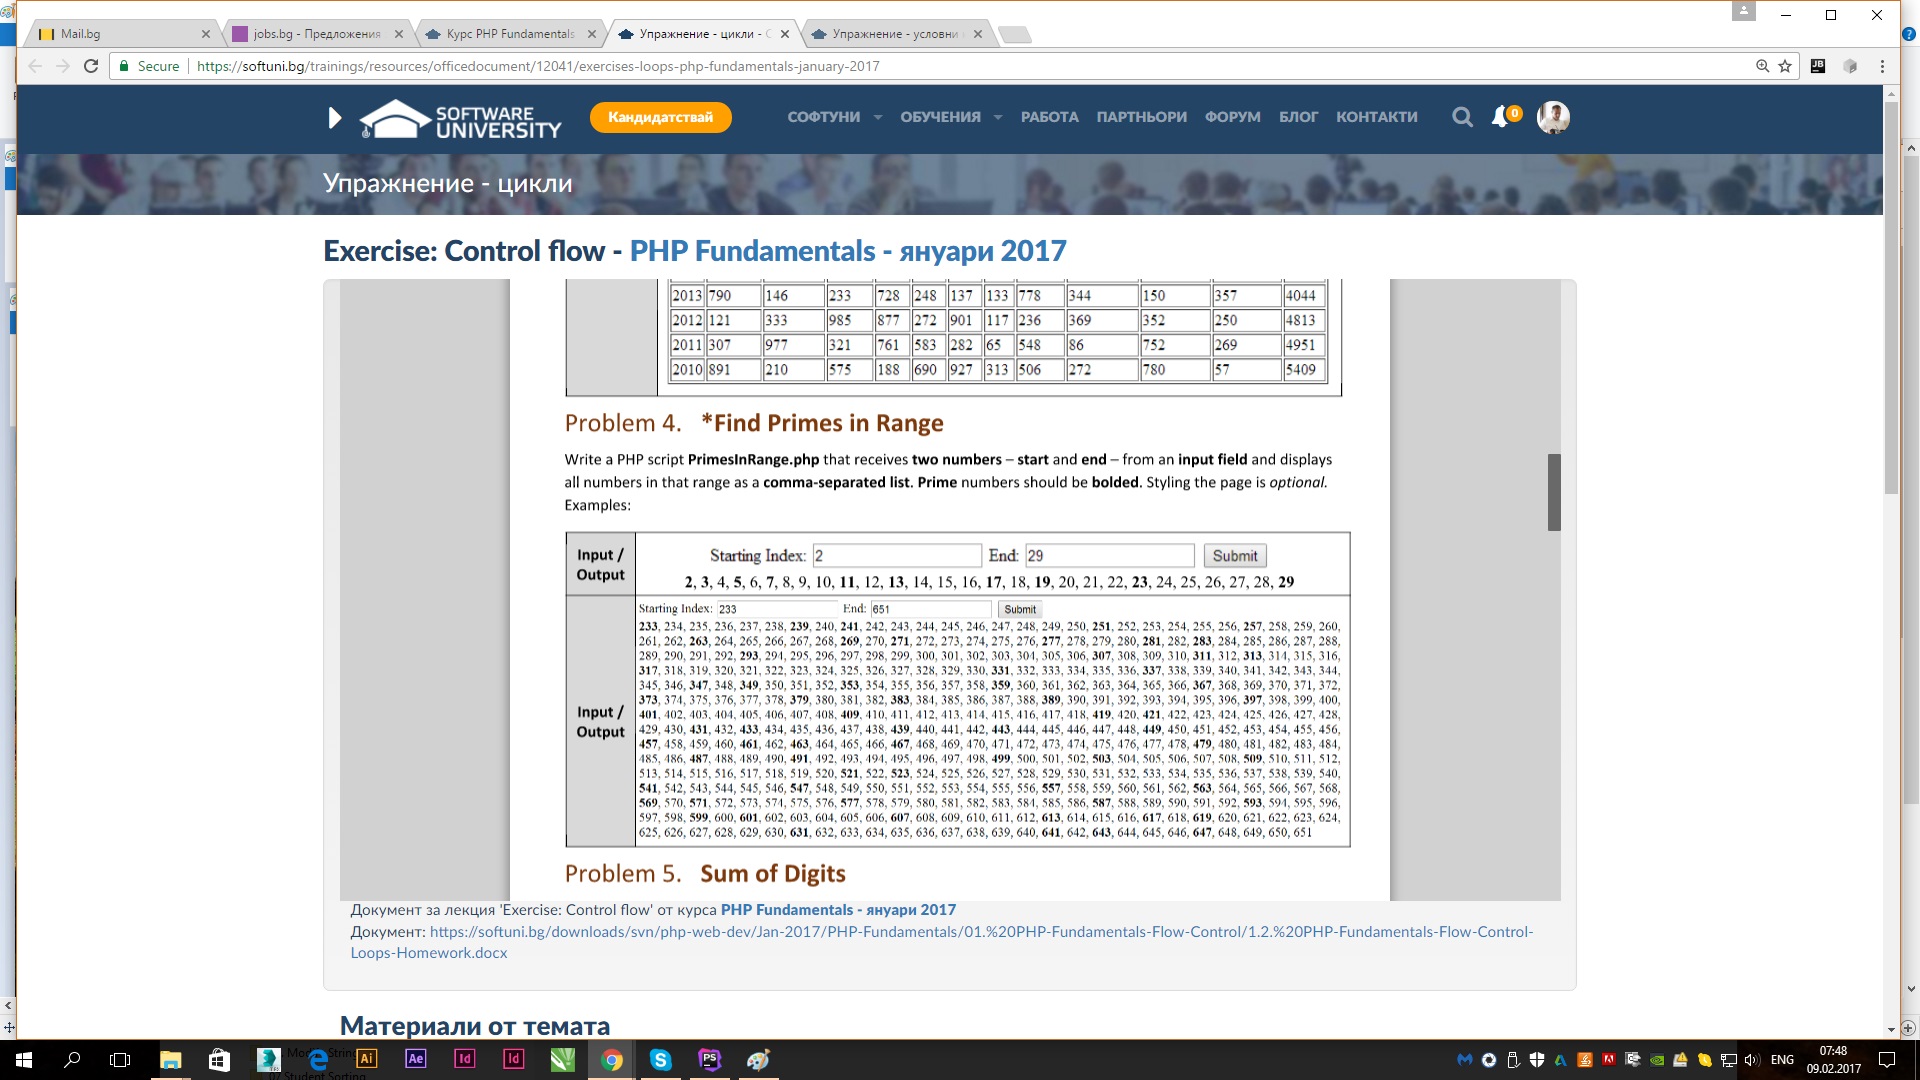 Mail.bg
jobs.bg - Предложения
Курс PHP Fundamentals
Упражнение - цикли - С
Упражнение - условни
Secure
https://softuni.bg/trainings/resources/officedocument/12041/exercises-loops-php-fundamentals-january-2017
SOFTWARE UNIVERSITY
Кандидатствай
СОФТУНИ ОБУЧЕНИЯ РАБОТА ПАРТНЬОРИ ФОРУМ БЛОГ КОНТАКТИ
0
Упражнение - цикли
Exercise: Control flow - PHP Fundamentals - януари 2017
2013 790 146 233 728 248 137 133 778 344 150 357 4044
2012 121 333 985 877 272 901 117 236 369 352 250 4813
2011 307 977 321 761 583 282 65 548 86 752 269 4951
2010 891 210 575 188 690 927 313 506 272 780 57 5409
Problem 4. *Find Primes in Range
Write a PHP script PrimesInRange.php that receives two numbers – start and end – from an input field and displays
all numbers in that range as a comma-separated list. Prime numbers should be bolded. Styling the page is optional.
Examples:
Input / Output
Starting Index: 2 End: 29 Submit
2, 3, 4, 5, 6, 7, 8, 9, 10, 11, 12, 13, 14, 15, 16, 17, 18, 19, 20, 21, 22, 23, 24, 25, 26, 27, 28, 29
Input / Output
Starting Index: 233 End: 651 Submit
233, 234, 235, 236, 237, 238, 239, 240, 241, 242, 243, 244, 245, 246, 247, 248, 249, 250, 251, 252, 253, 254, 255, 256, 257, 258, 259, 260,
261, 262, 263, 264, 265, 266, 267, 268, 269, 270, 271, 272, 273, 274, 275, 276, 277, 278, 279, 280, 281, 282, 283, 284, 285, 286, 287, 288,
289, 290, 291, 292, 293, 294, 295, 296, 297, 298, 299, 300, 301, 302, 303, 304, 305, 306, 307, 308, 309, 310, 311, 312, 313, 314, 315, 316,
317, 318, 319, 320, 321, 322, 323, 324, 325, 326, 327, 328, 329, 330, 331, 332, 333, 334, 335, 336, 337, 338, 339, 340, 341, 342, 343, 344,
345, 346, 347, 348, 349, 350, 351, 352, 353, 354, 355, 356, 357, 358, 359, 360, 361, 362, 363, 364, 365, 366, 367, 368, 369, 370, 371, 372,
373, 374, 375, 376, 377, 378, 379, 380, 381, 382, 383, 384, 385, 386, 387, 388, 389, 390, 391, 392, 393, 394, 395, 396, 397, 398, 399, 400,
401, 402, 403, 404, 405, 406, 407, 408, 409, 410, 411, 412, 413, 414, 415, 416, 417, 418, 419, 420, 421, 422, 423, 424, 425, 426, 427, 428,
429, 430, 431, 432, 433, 434, 435, 436, 437, 438, 439, 440, 441, 442, 443, 444, 445, 446, 447, 448, 449, 450, 451, 452, 453, 454, 455, 456,
457, 458, 459, 460, 461, 462, 463, 464, 465, 466, 467, 468, 469, 470, 471, 472, 473, 474, 475, 476, 477, 478, 479, 480, 481, 482, 483, 484,
485, 486, 487, 488, 489, 490, 491, 492, 493, 494, 495, 496, 497, 498, 499, 500, 501, 502, 503, 504, 505, 506, 507, 508, 509, 510, 511, 512,
513, 514, 515, 516, 517, 518, 519, 520, 521, 522, 523, 524, 525, 526, 527, 528, 529, 530, 531, 532, 533, 534, 535, 536, 537, 538, 539, 540,
541, 542, 543, 544, 545, 546, 547, 548, 549, 550, 551, 552, 553, 554, 555, 556, 557, 558, 559, 560, 561, 562, 563, 564, 565, 566, 567, 568,
569, 570, 571, 572, 573, 574, 575, 576, 577, 578, 579, 580, 581, 582, 583, 584, 585, 586, 587, 588, 589, 590, 591, 592, 593, 594, 595, 596,
597, 598, 599, 600, 601, 602, 603, 604, 605, 606, 607, 608, 609, 610, 611, 612, 613, 614, 615, 616, 617, 618, 619, 620, 621, 622, 623, 624,
625, 626, 627, 628, 629, 630, 631, 632, 633, 634, 635, 636, 637, 638, 639, 640, 641, 642, 643, 644, 645, 646, 647, 648, 649, 650, 651
Problem 5. Sum of Digits
Документ за лекция 'Exercise: Control flow' от курса PHP Fundamentals - януари 2017
Документ: https://softuni.bg/downloads/svn/php-web-dev/Jan-2017/PHP-Fundamentals/01.%20PHP-Fundamentals-Flow-Control/1.2.%20PHP-Fundamentals-Flow-Control-
Loops-Homework.docx
Материали от темата
ENG
07:48
09.02.2017